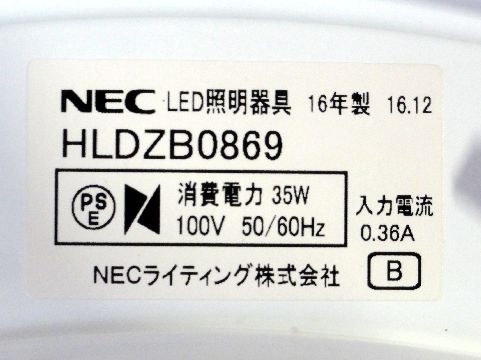 NEC LED照明器具 16年製 16.12
HLDZB0869
PSE 消費電力 35W
100V 50/60Hz
入力電流
0.36A
NECライティング株式会社 B